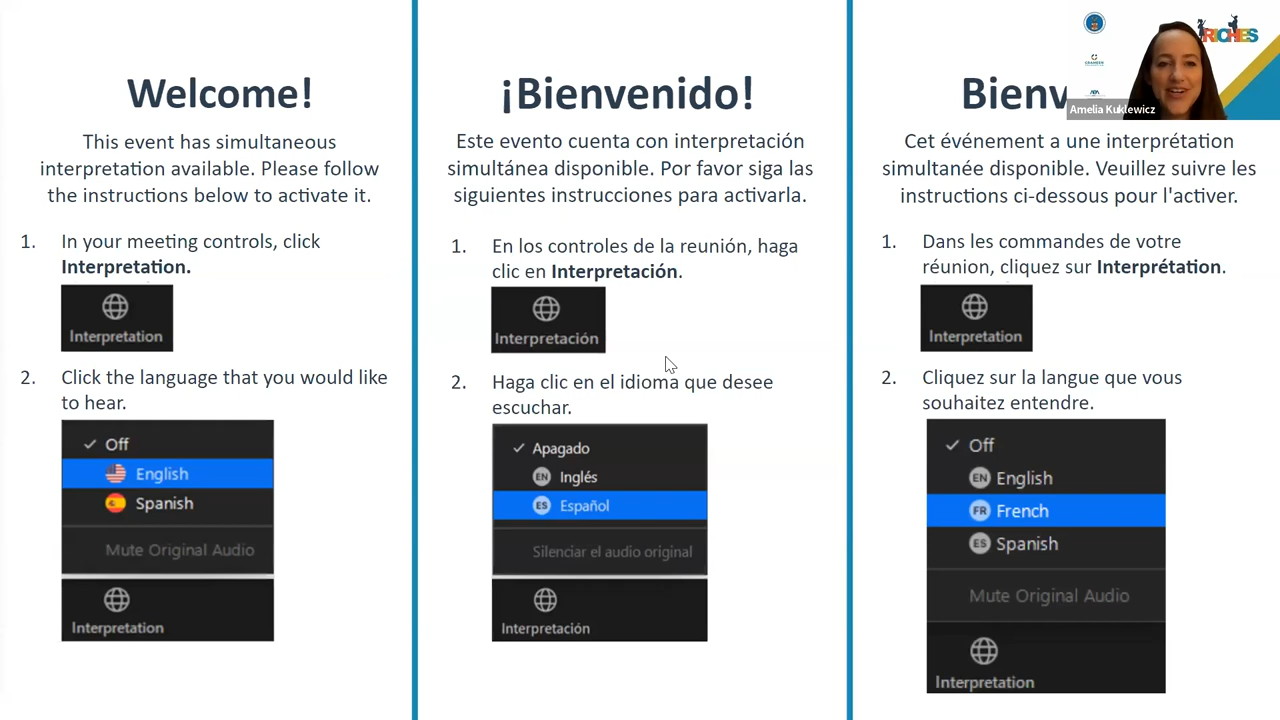 Welcome!
This event has simultaneous
interpretation available. Please follow
the instructions below to activate it.
1. In your meeting controls, click
Interpretation.
Interpretation
2. Click the language that you would like
to hear.
Off
English
Spanish
Mute Original Audio
Interpretation
¡Bienvenido!
Este evento cuenta con interpretación
simultánea disponible. Por favor siga las
siguientes instrucciones para activarla.
1. En los controles de la reunión, haga
clic en Interpretación.
Interpretación
2. Haga clic en el idioma que desee
escuchar.
Apagado
EN Inglés
ES Español
Silenciar el audio original
Interpretación
Bienv
Cet événement a une interprétation
simultanée disponible. Veuillez suivre les
instructions ci-dessous pour l'activer.
1. Dans les commandes de votre
réunion, cliquez sur Interprétation.
Interpretation
2. Cliquez sur la langue que vous
souhaitez entendre.
Off
EN English
FR French
ES Spanish
Mute Original Audio
Interpretation
RICHES
GRAMEEN
Amelia Kuklewicz